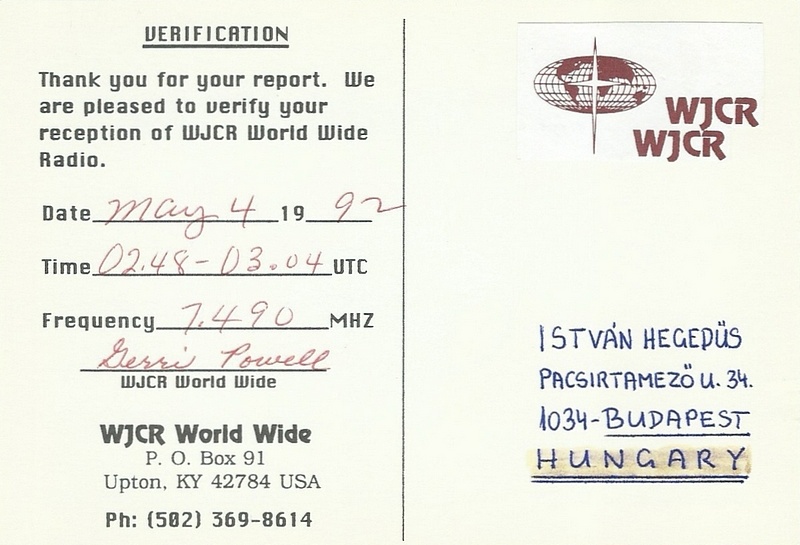 VERIFICATION
Thank you for your report. We
are pleased to verify your
reception of WJCR World Wide
Radio.
Date May 4 19 92
Time 02.48-03.04 UTC
Frequency 7.490 MHZ
Gerri Powell
WJCR World Wide
WJCR World Wide
P. O. Box 91
Upton, KY 42784 USA
Ph: (502) 369-8614
WJCR
WJCR
ISTVÁN HEGEDÜS
PACSIRTAMEZŐ U. 34.
1034-BUDAPEST
HUNGARY